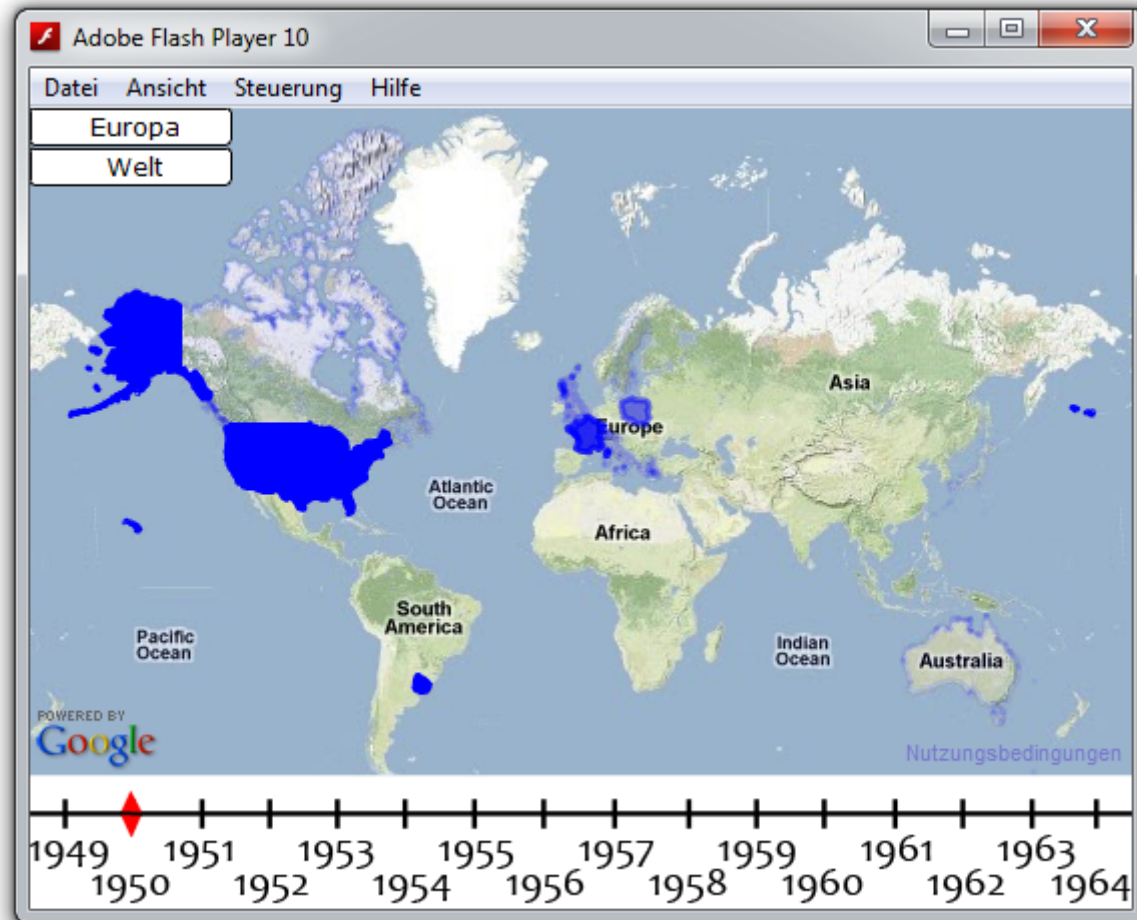 Adobe Flash Player 10
Datei Ansicht Steuerung Hilfe
Europa
Welt
Asia
Europe
Atlantic
Ocean
Africa
South
America
Pacific
Ocean
Indian
Ocean
Australia
POWERED BY
Google
Nutzungsbedingungen
1949 1951 1953 1955 1957 1959 1961 1963
1950 1952 1954 1956 1958 1960 1962 1964